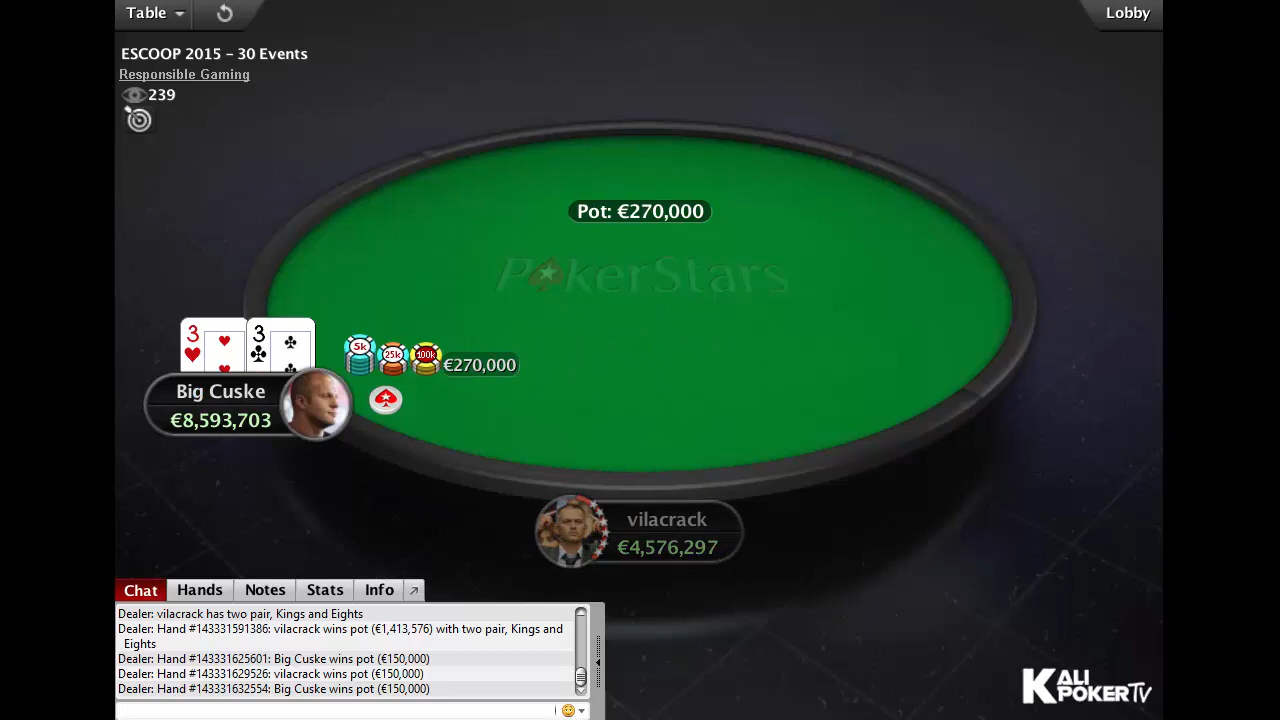 Table
Lobby
ESCOOP 2015 – 30 Events
Responsible Gaming
239
Pot: €270,000
PokerStars
3 3
5k 25k 100k
€270,000
Big Cuske
€8,593,703
vilacrack
€4,576,297
Chat Hands Notes Stats Info
Dealer: vilacrack has two pair, Kings and Eights
Dealer: Hand #143331591386: vilacrack wins pot (€1,413,576) with two pair, Kings and
Eights
Dealer: Hand #143331625601: Big Cuske wins pot (€150,000)
Dealer: Hand #143331629526: vilacrack wins pot (€150,000)
Dealer: Hand #143331632554: Big Cuske wins pot (€150,000)
KALI
POKERTV